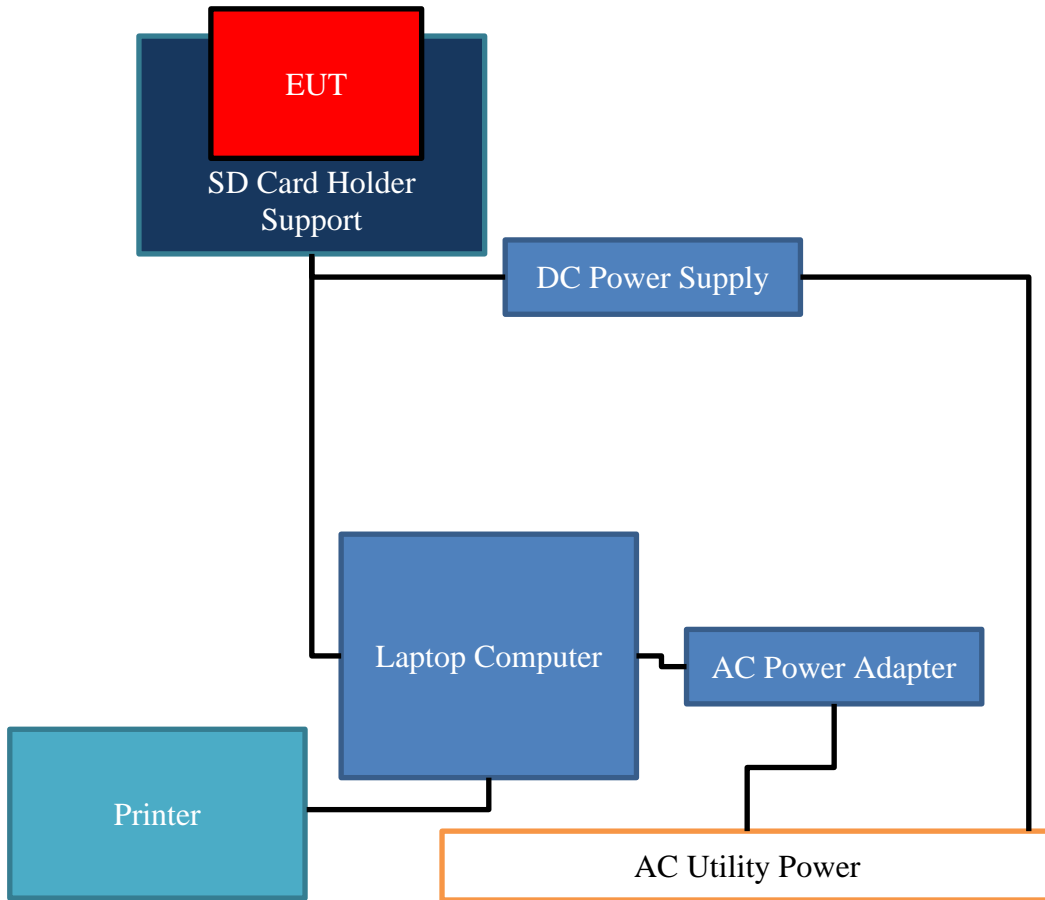 EUT
SD Card Holder
Support
DC Power Supply
Laptop Computer
AC Power Adapter
Printer
AC Utility Power